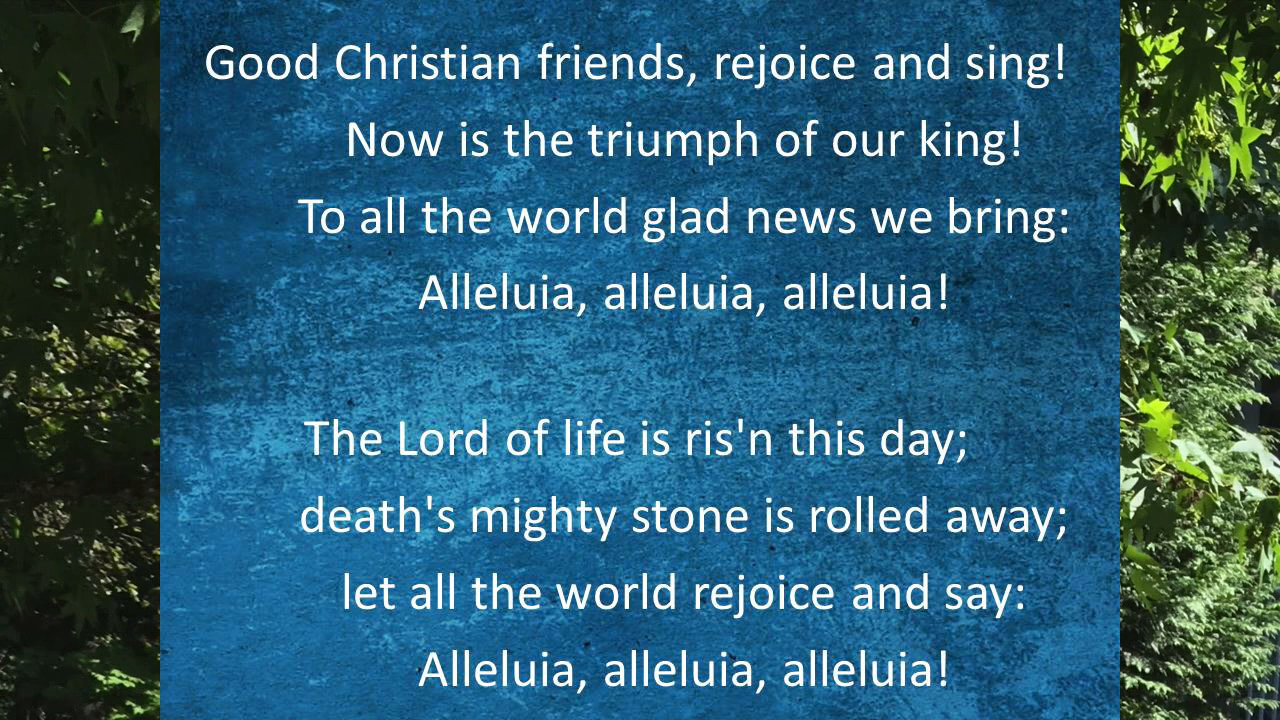 Good Christian friends, rejoice and sing!
Now is the triumph of our king!
To all the world glad news we bring:
Alleluia, alleluia, alleluia!
The Lord of life is ris'n this day;
death's mighty stone is rolled away;
let all the world rejoice and say:
Alleluia, alleluia, alleluia!